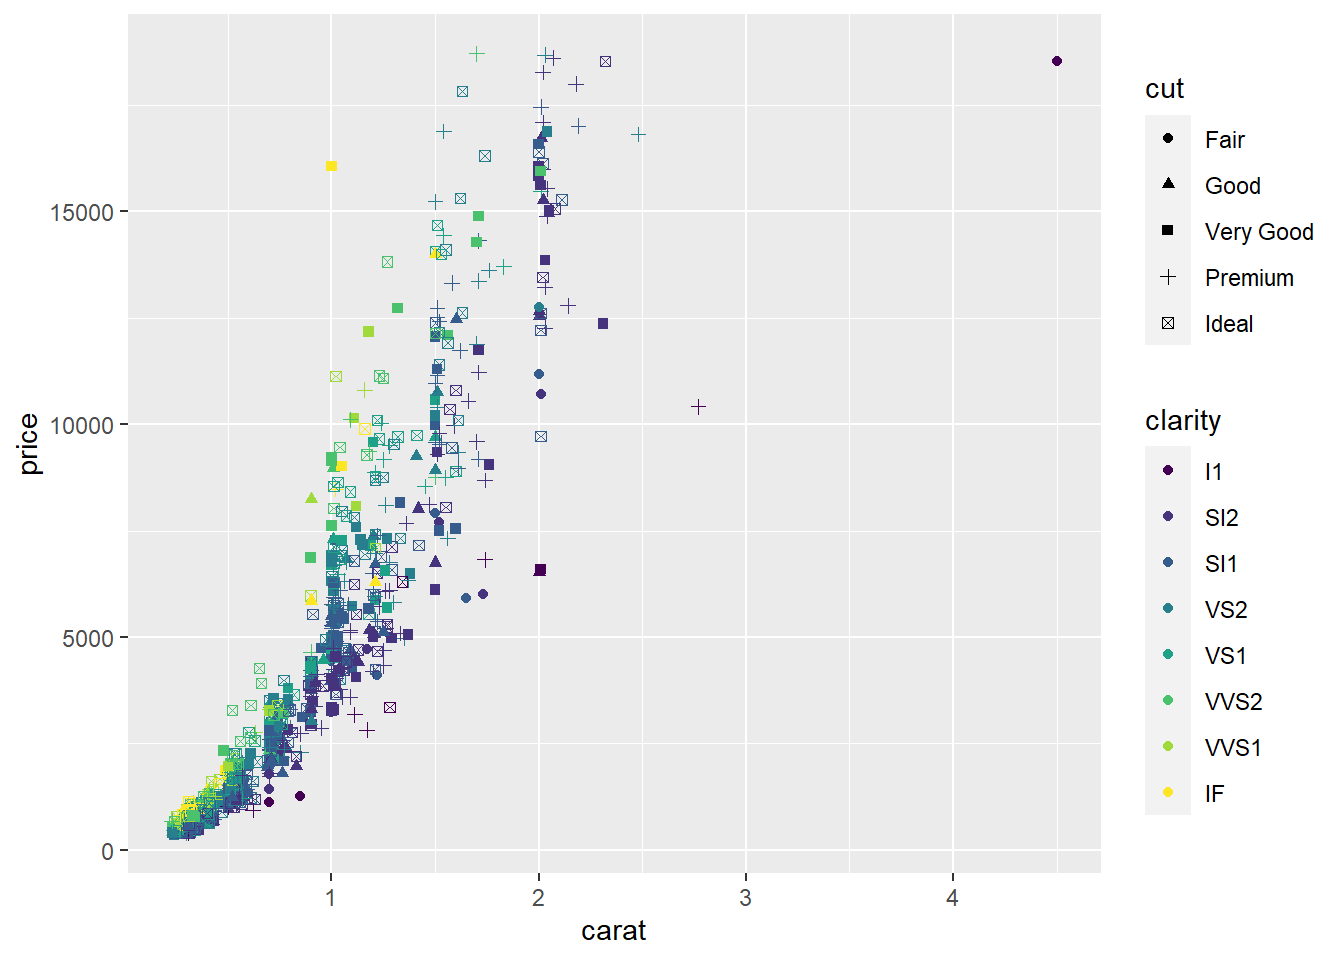 cut
Fair
Good
Very Good
Premium
Ideal
clarity
I1
SI2
SI1
VS2
VS1
VVS2
VVS1
IF
15000
10000
5000
0
price
1 2 3 4
carat